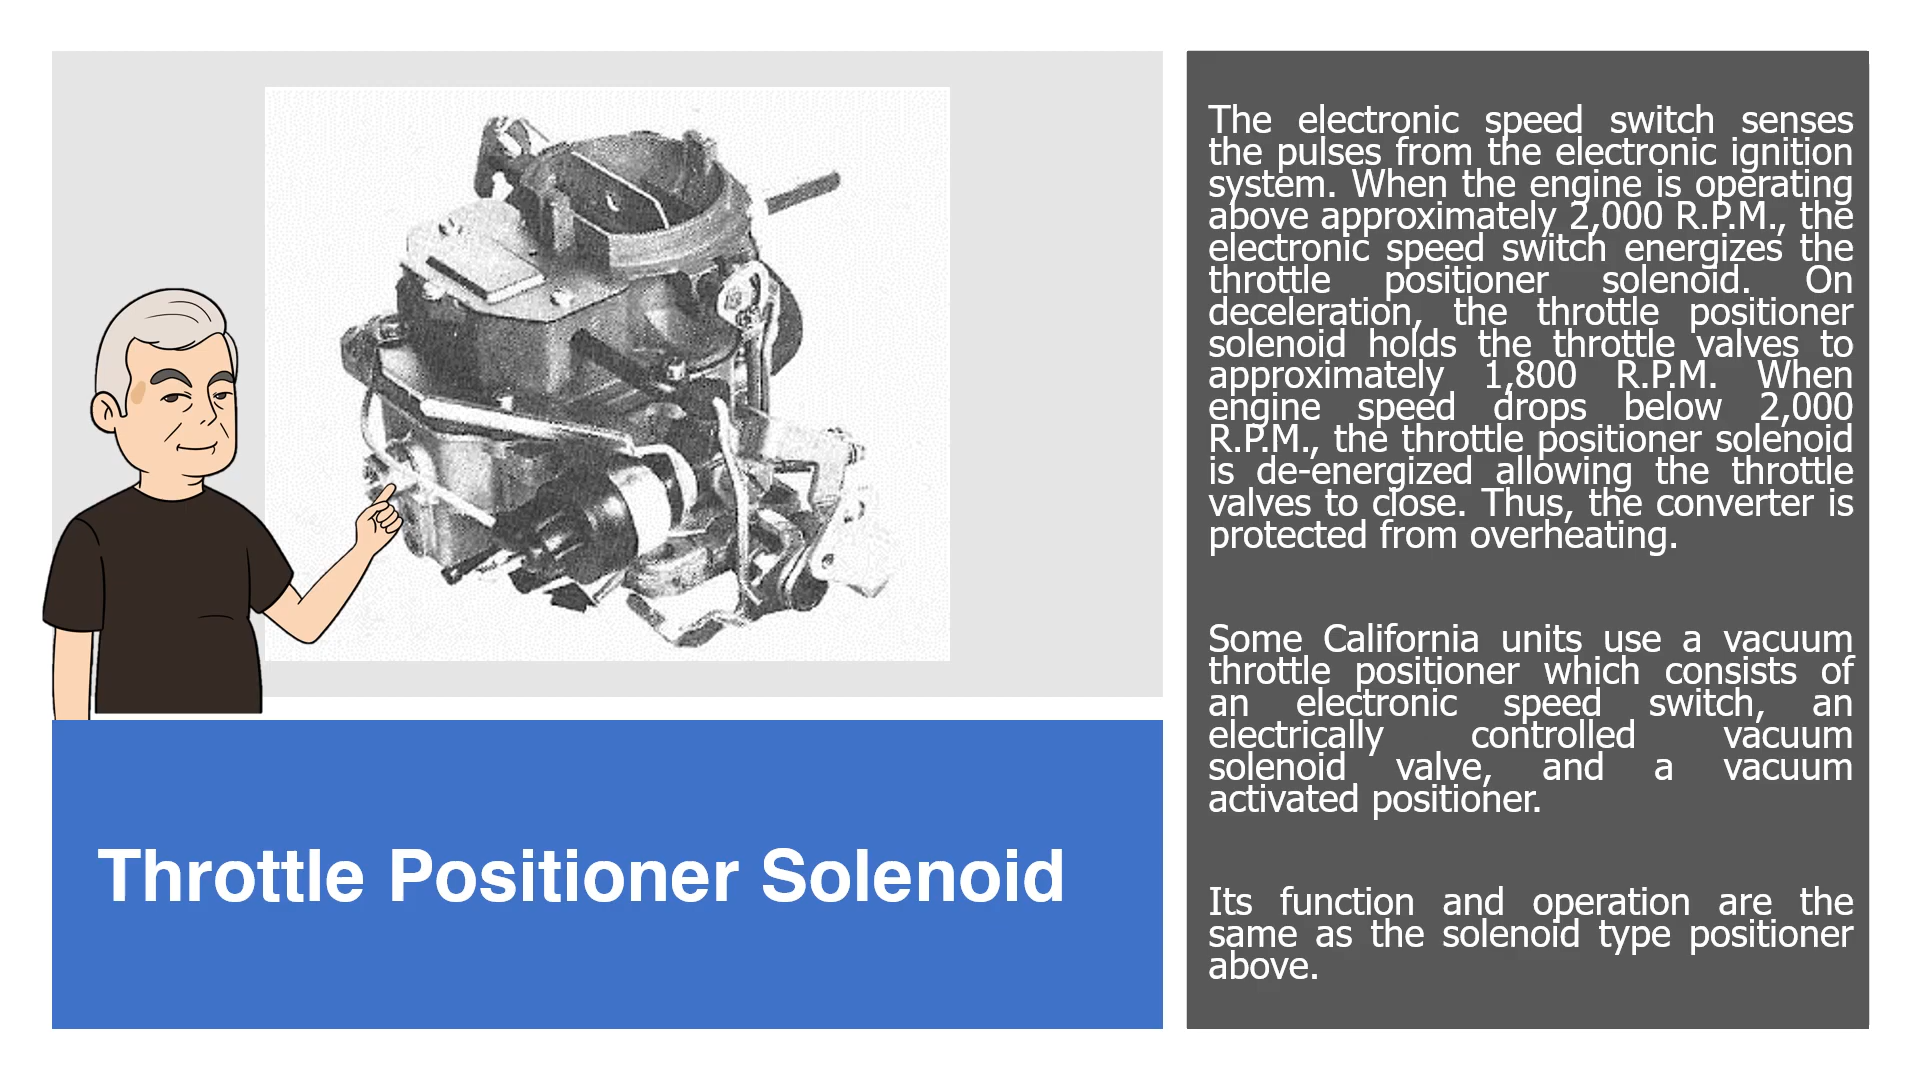 Throttle Positioner Solenoid
The electronic speed switch senses
the pulses from the electronic ignition
system. When the engine is operating
above approximately 2,000 R.P.M., the
electronic speed switch energizes the
throttle positioner solenoid. On
deceleration, the throttle positioner
solenoid holds the throttle valves to
approximately 1,800 R.P.M. When
engine speed drops below 2,000
R.P.M., the throttle positioner solenoid
is de-energized allowing the throttle
valves to close. Thus, the converter is
protected from overheating.
Some California units use a vacuum
throttle positioner which consists of
an electronic speed switch, an
electrically controlled vacuum
solenoid valve, and a vacuum
activated positioner.
Its function and operation are the
same as the solenoid type positioner
above.